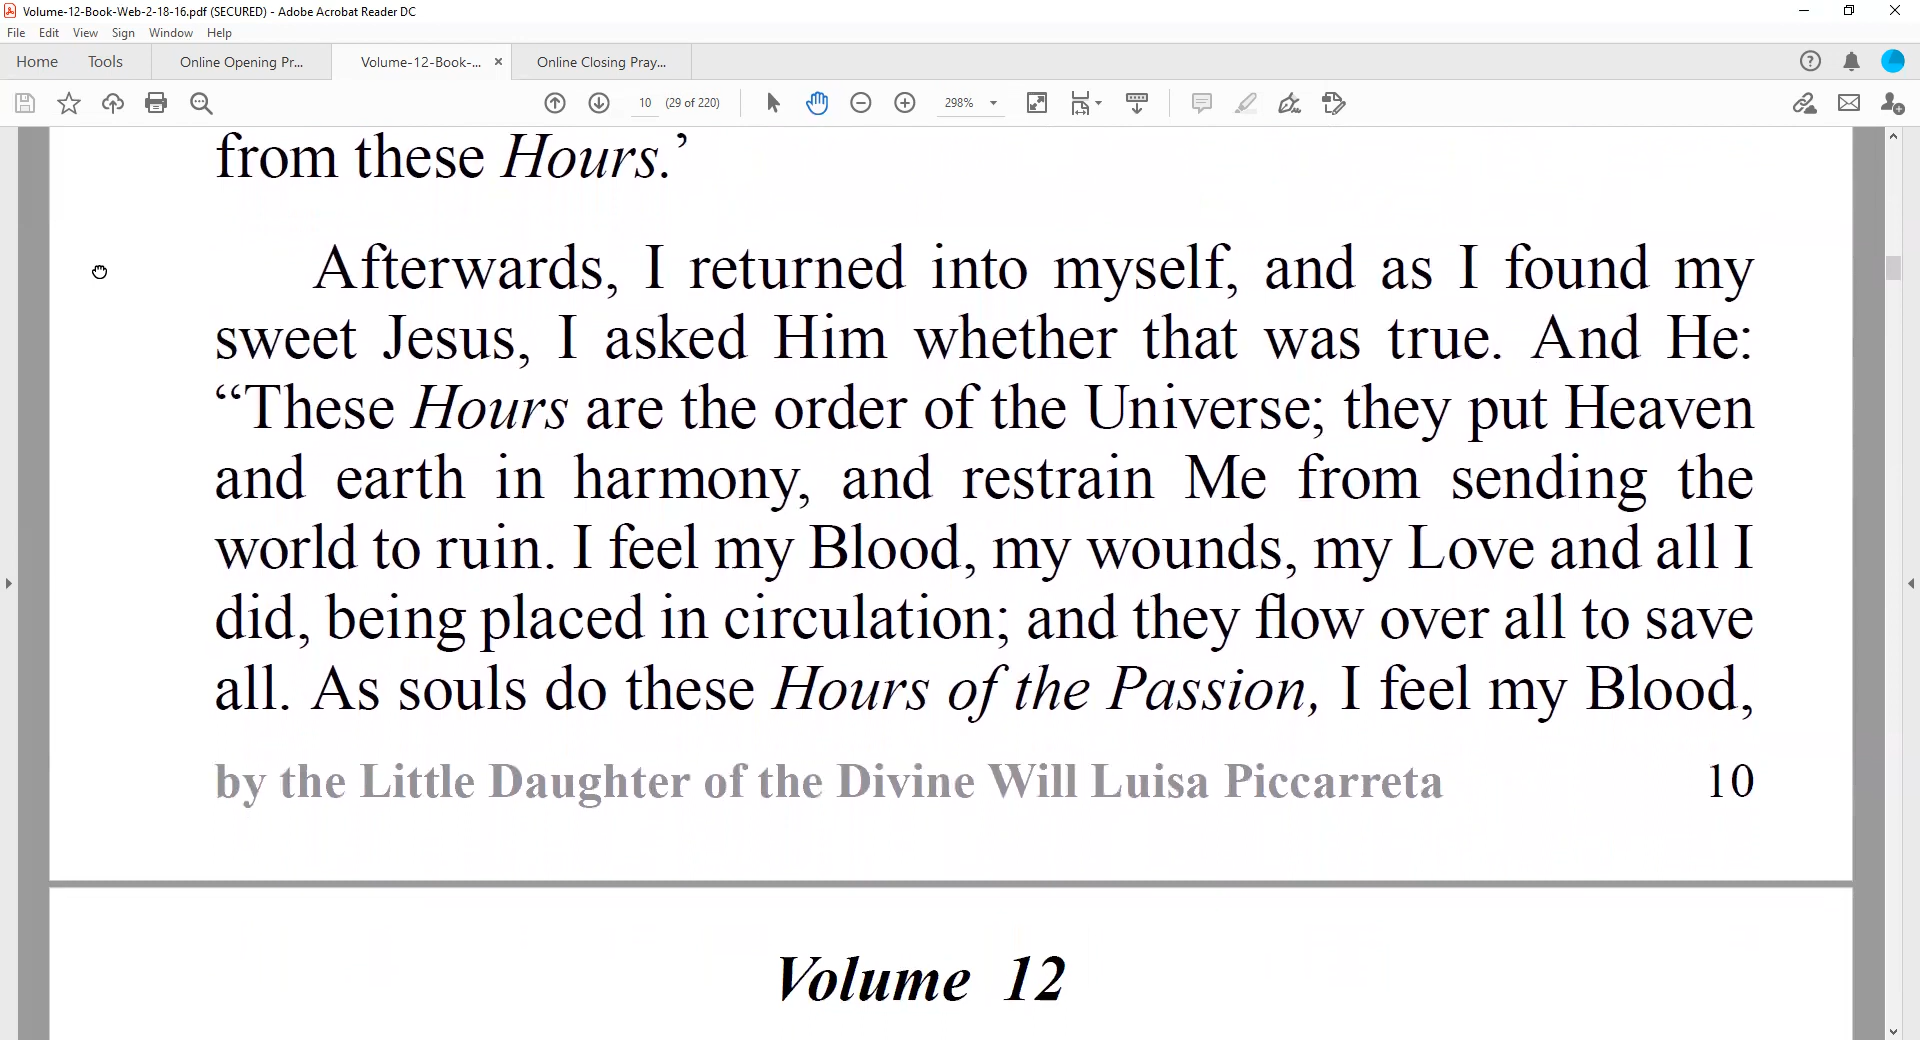 Volume-12-Book-Web-2-18-16.pdf (SECURED) - Adobe Acrobat Reader DC
File Edit View Sign Window Help
Home Tools Online Opening Pr... Volume-12-Book-... × Online Closing Pray...
10 (29 of 220) 298%
from these Hours.’
Afterwards, I returned into myself, and as I found my
sweet Jesus, I asked Him whether that was true. And He:
“These Hours are the order of the Universe; they put Heaven
and earth in harmony, and restrain Me from sending the
world to ruin. I feel my Blood, my wounds, my Love and all I
did, being placed in circulation; and they flow over all to save
all. As souls do these Hours of the Passion, I feel my Blood,
by the Little Daughter of the Divine Will Luisa Piccarreta 10
Volume 12